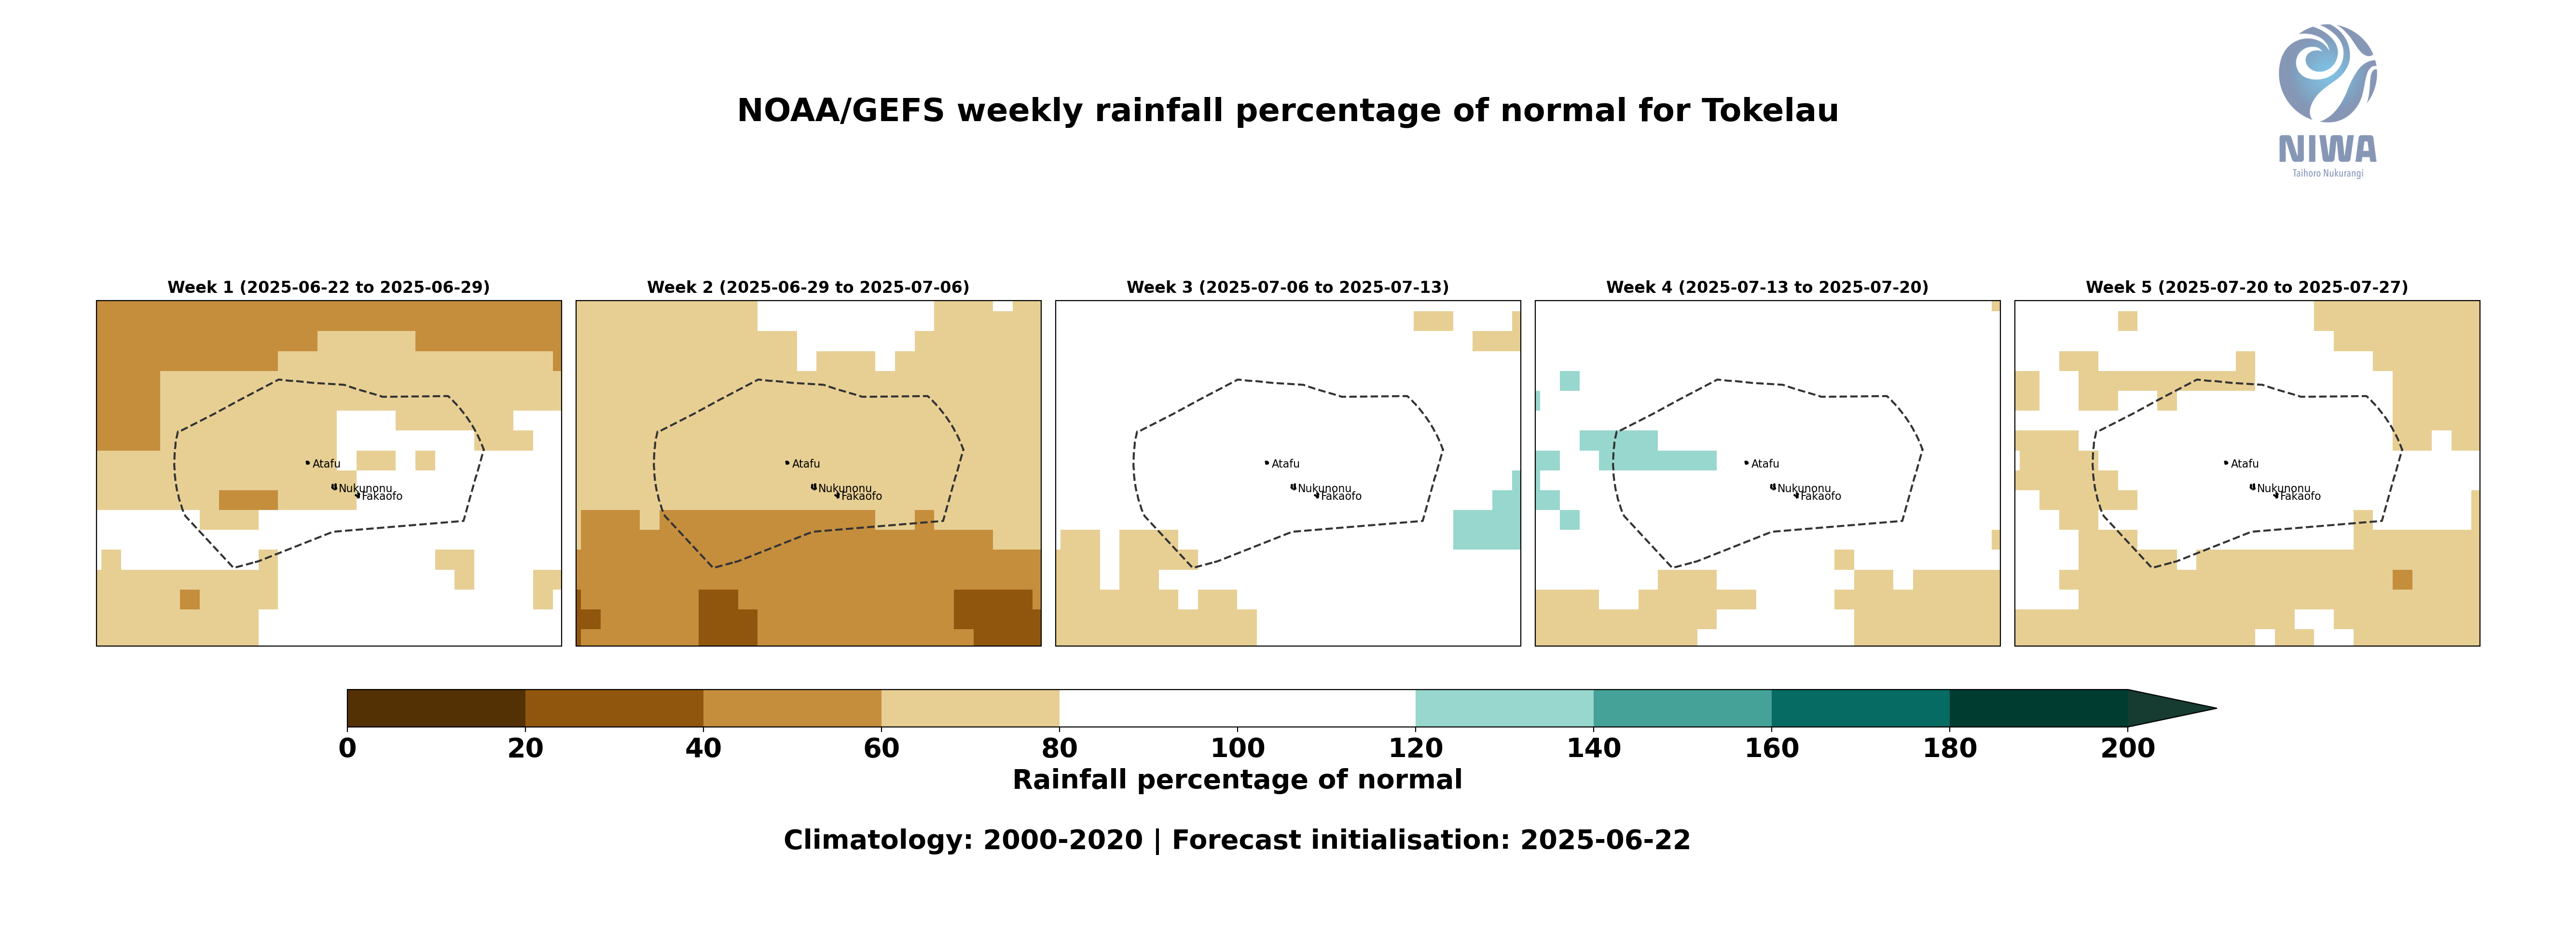 NOAA/GEFS weekly rainfall percentage of normal for Tokelau
NIWA
Taihoro Nukurangi
Week 1 (2025-06-22 to 2025-06-29)
Week 2 (2025-06-29 to 2025-07-06)
Week 3 (2025-07-06 to 2025-07-13)
Week 4 (2025-07-13 to 2025-07-20)
Week 5 (2025-07-20 to 2025-07-27)
Atafu
Nukunonu
Fakaofo
Atafu
Nukunonu
Fakaofo
Atafu
Nukunonu
Fakaofo
Atafu
Nukunonu
Fakaofo
Atafu
Nukunonu
Fakaofo
0 20 40 60 80 100 120 140 160 180 200
Rainfall percentage of normal
Climatology: 2000-2020 | Forecast initialisation: 2025-06-22